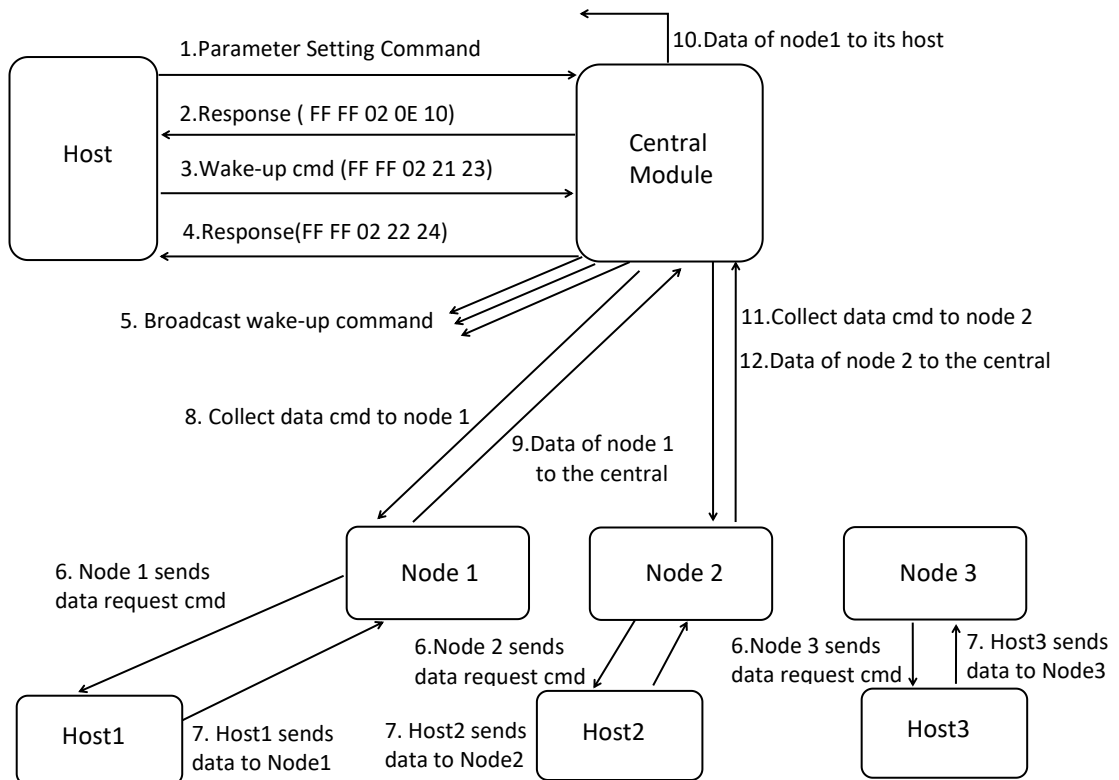 1.Parameter Setting Command
10.Data of node1 to its host
2.Response ( FF FF 02 0E 10)
Host
Central
Module
3.Wake-up cmd (FF FF 02 21 23)
4.Response(FF FF 02 22 24)
5. Broadcast wake-up command
11.Collect data cmd to node 2
12.Data of node 2 to the central
8. Collect data cmd to node 1
9.Data of node 1
to the central
Node 1
Node 2
Node 3
6. Node 1 sends
data request cmd
6.Node 2 sends
data request cmd
6.Node 3 sends
data request cmd
7. Host3 sends
data to Node3
Host1
7. Host1 sends
data to Node1
7. Host2 sends
data to Node2
Host2
Host3